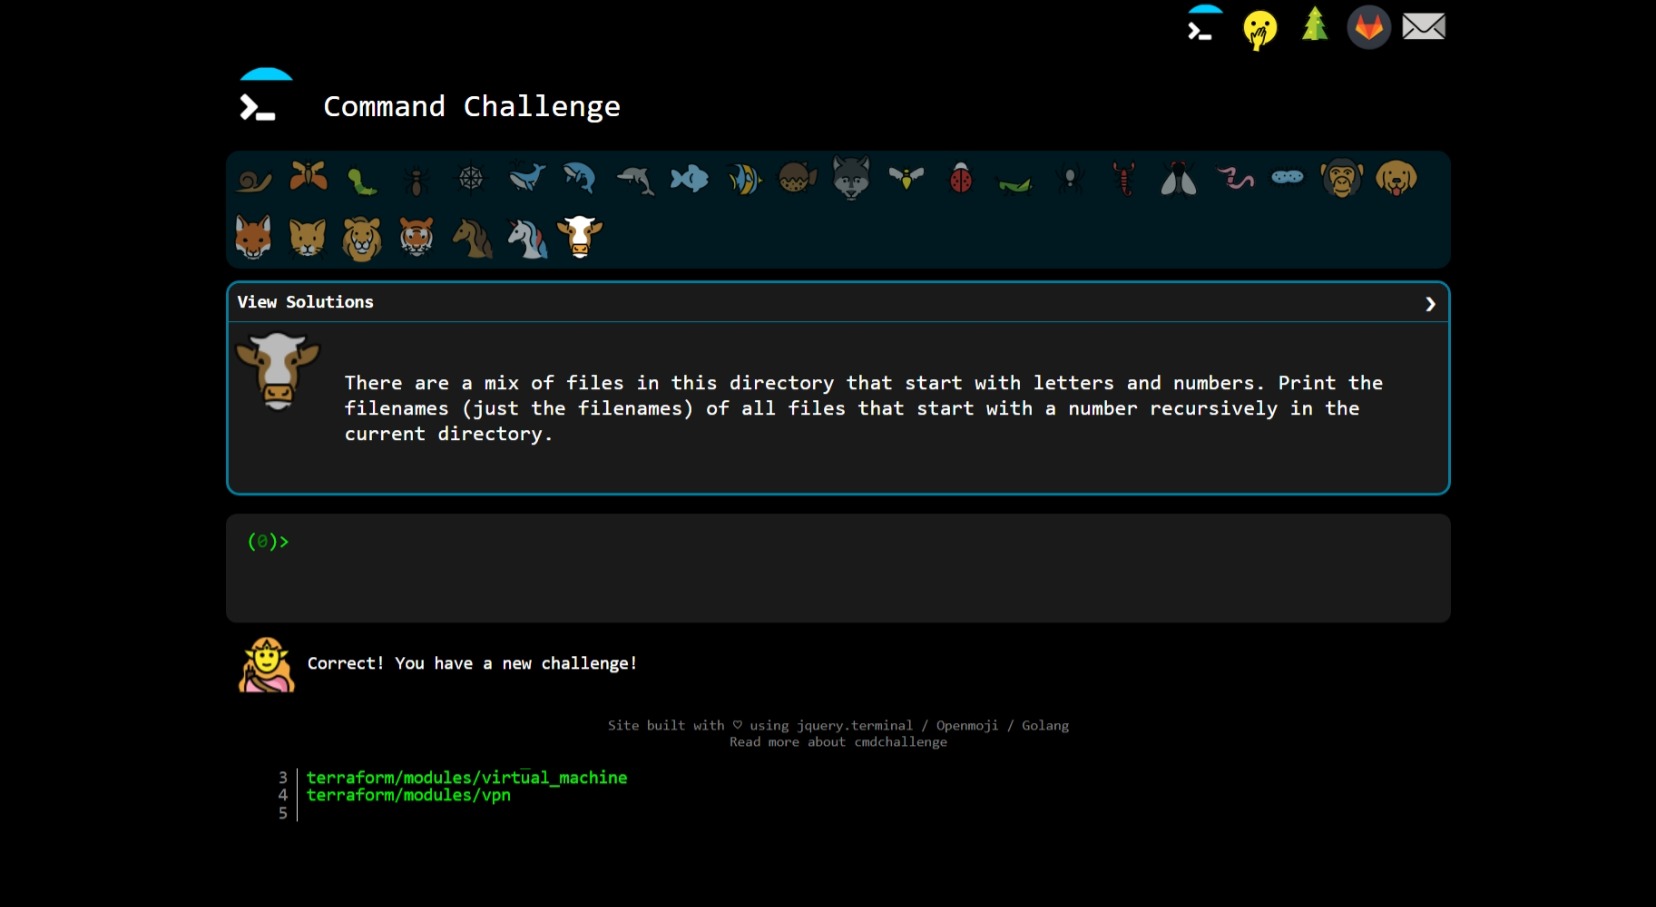 Command Challenge
View Solutions
There are a mix of files in this directory that start with letters and numbers. Print the
filenames (just the filenames) of all files that start with a number recursively in the
current directory.
(0)>
Correct! You have a new challenge!
Site built with ♡ using jquery.terminal / Openmoji / Golang
Read more about cmdchallenge
3 terraform/modules/virtual_machine
4 terraform/modules/vpn
5